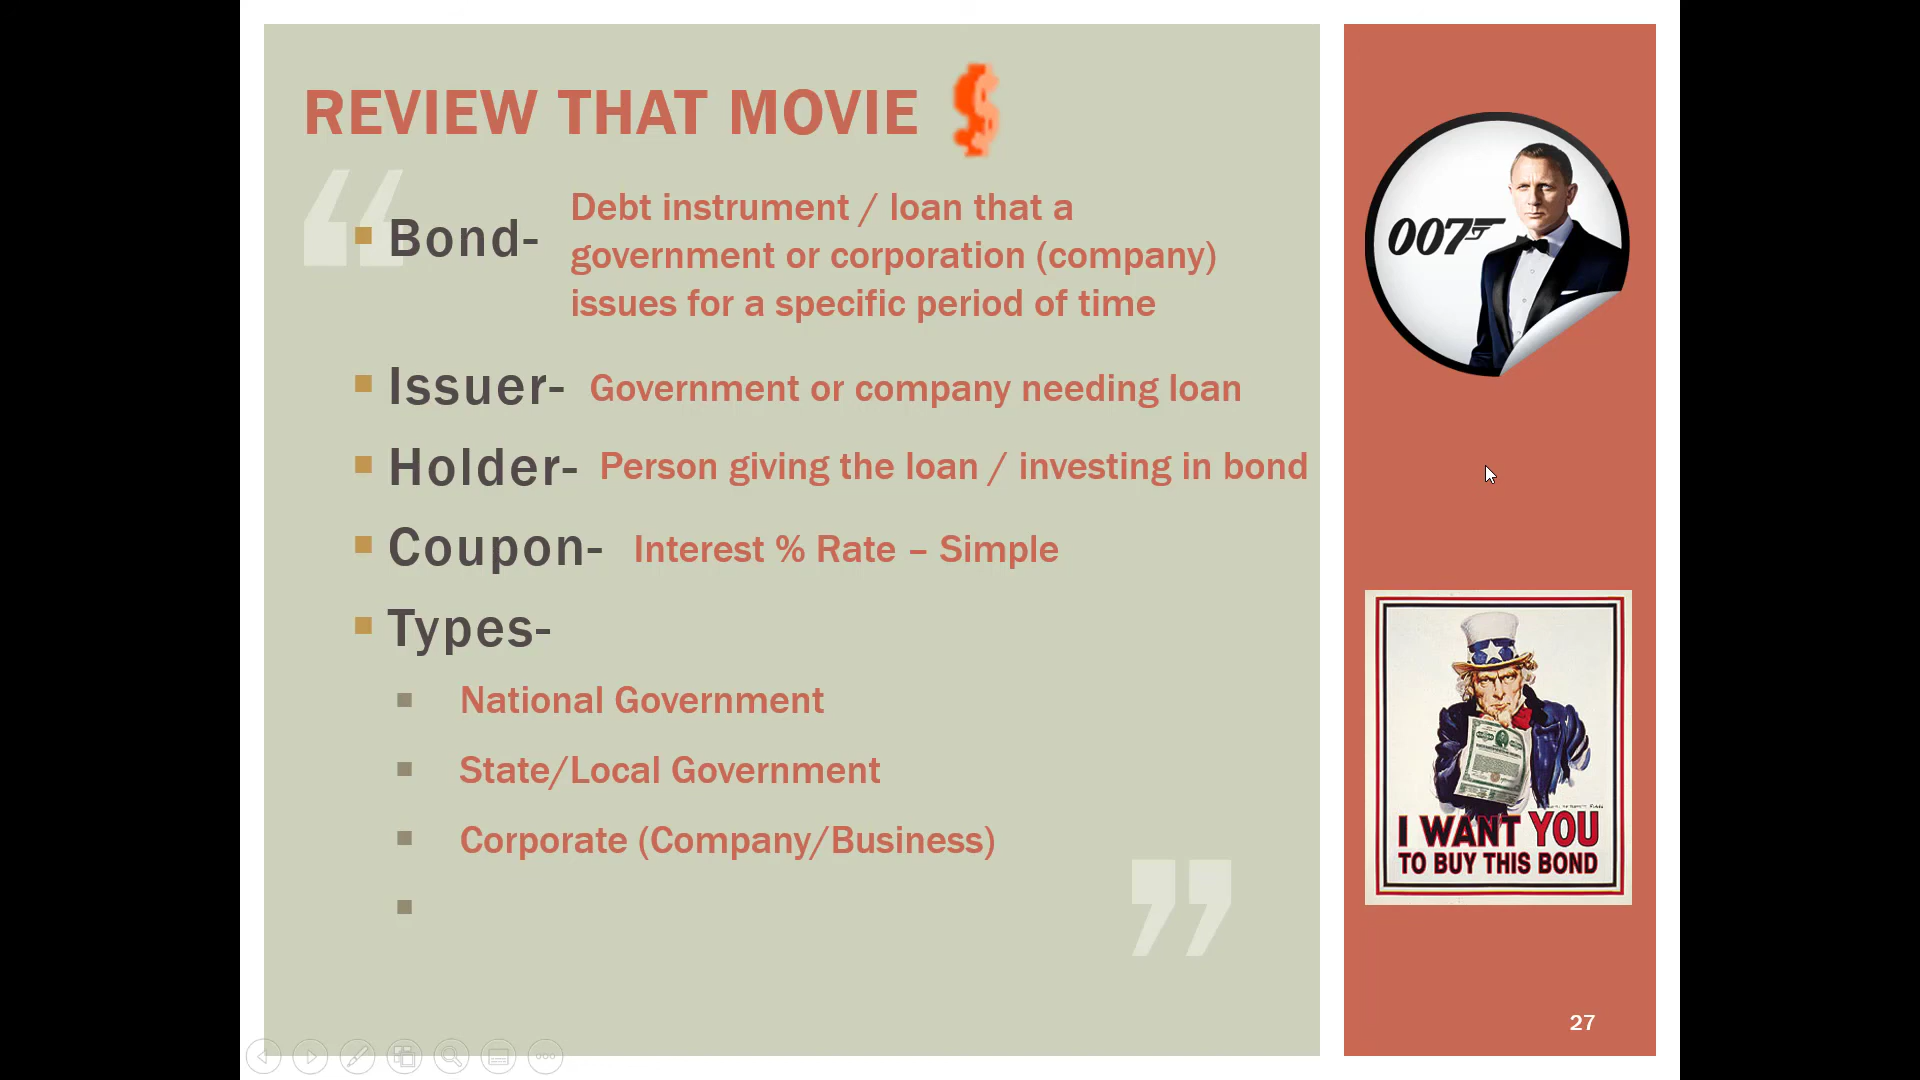 REVIEW THAT MOVIE $
Bond- Debt instrument / loan that a
government or corporation (company)
issues for a specific period of time
Issuer- Government or company needing loan
Holder- Person giving the loan / investing in bond
Coupon- Interest % Rate – Simple
Types-
National Government
State/Local Government
Corporate (Company/Business)
007
I WANT YOU
TO BUY THIS BOND
27